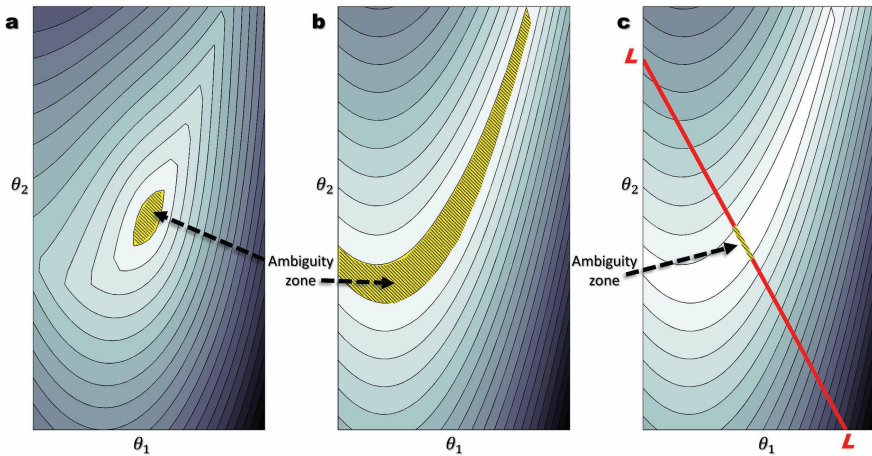 a
b
c
L
θ₂
θ₂
θ₂
Ambiguity
zone
Ambiguity
zone
θ₁
θ₁
θ₁
L